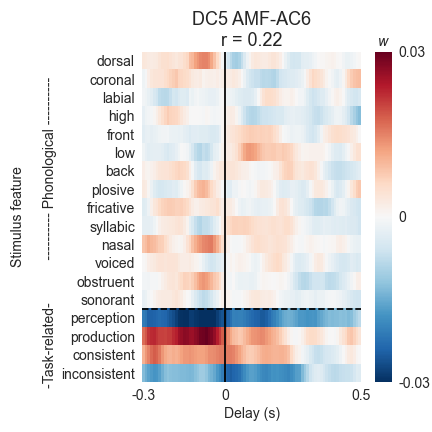 DC5 AMF-AC6
r = 0.22
w
dorsal
coronal
labial
high
front
low
back
plosive
fricative
syllabic
nasal
voiced
obstruent
sonorant
perception
production
consistent
inconsistent
Stimulus feature
-Task-related- ----------- Phonological -----------
0.03
0
-0.03
-0.3
0
0.5
Delay (s)